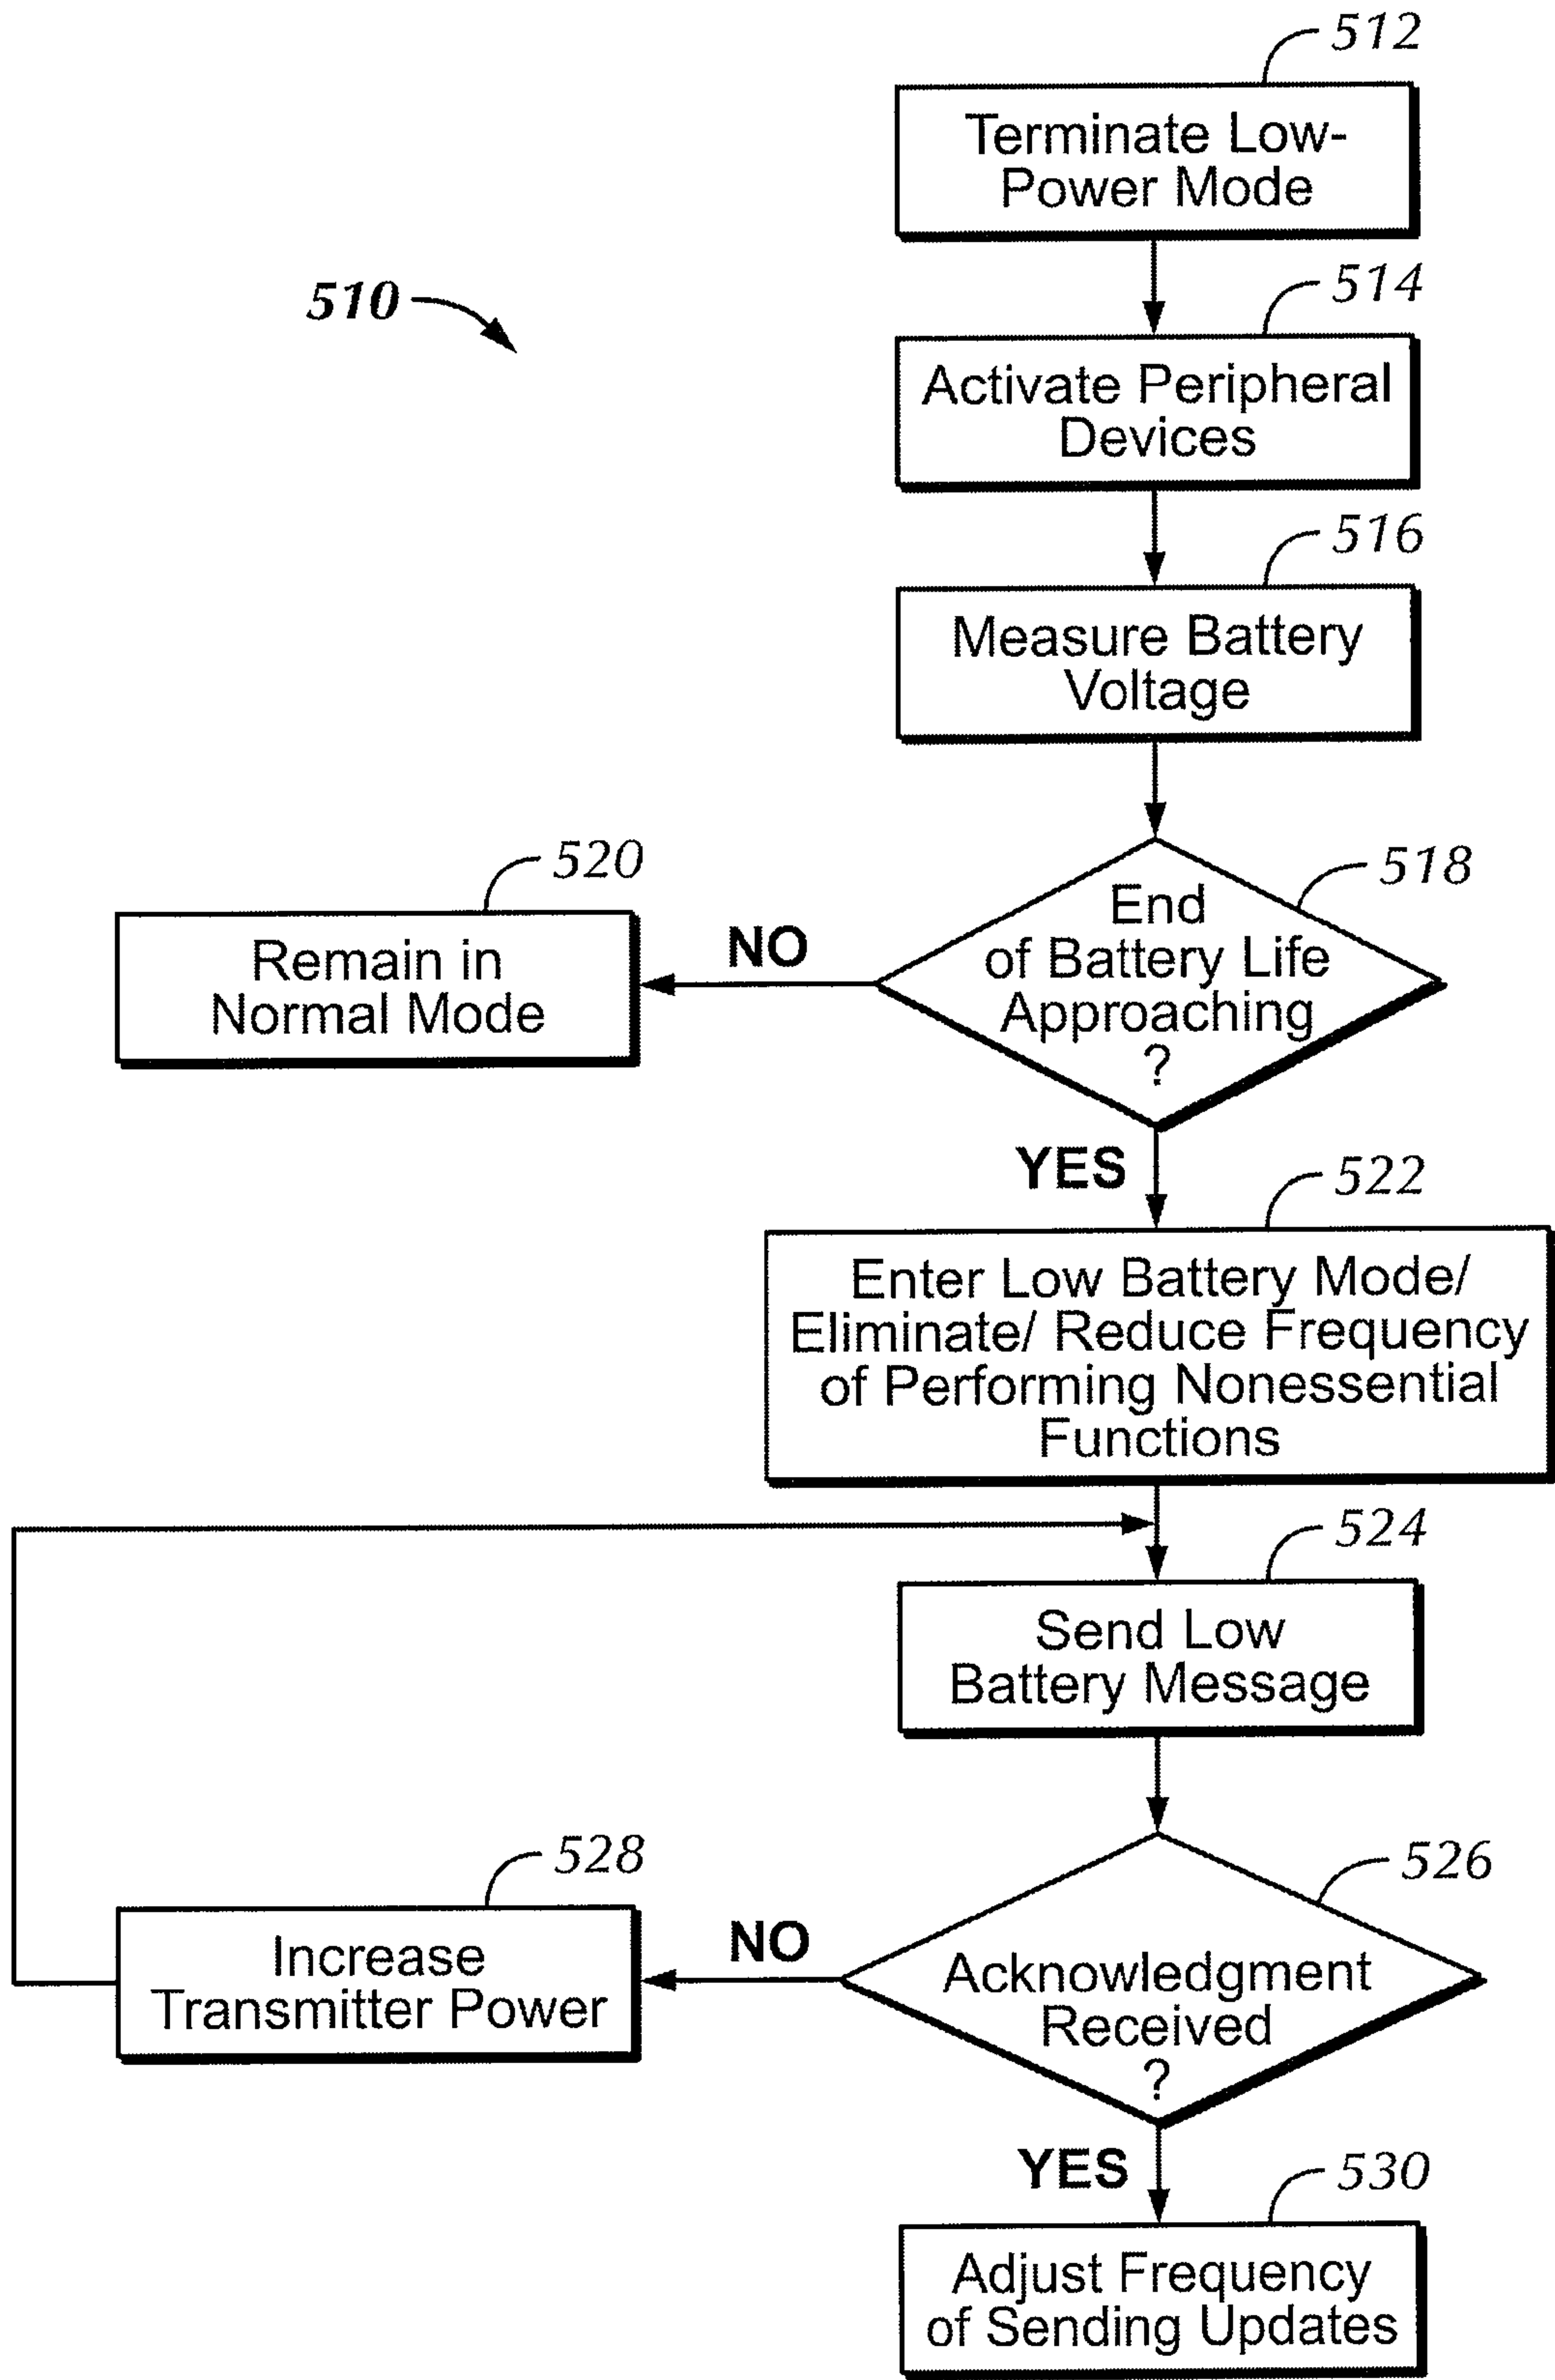 512
Terminate Low-
Power Mode
510
514
Activate Peripheral
Devices
516
Measure Battery
Voltage
520
518
Remain in
Normal Mode
NO
End
of Battery Life
Approaching
?
YES
522
Enter Low Battery Mode/
Eliminate/ Reduce Frequency
of Performing Nonessential
Functions
524
Send Low
Battery Message
528
526
Increase
Transmitter Power
NO
Acknowledgment
Received
?
YES
530
Adjust Frequency
of Sending Updates